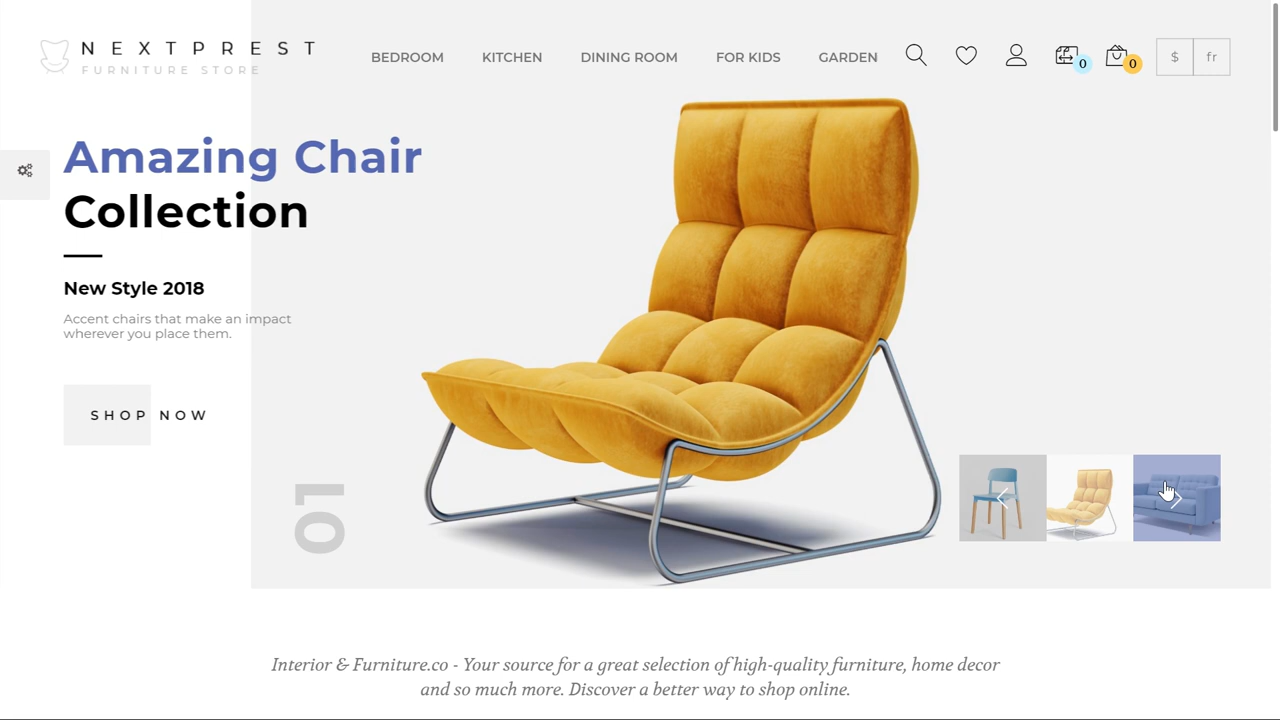 NEXTPREST
FURNITURE STORE
BEDROOM
KITCHEN
DINING ROOM
FOR KIDS
GARDEN
0
0
$
fr
Amazing Chair
Collection
New Style 2018
Accent chairs that make an impact
wherever you place them.
SHOP NOW
01
Interior & Furniture.co - Your source for a great selection of high-quality furniture, home decor
and so much more. Discover a better way to shop online.